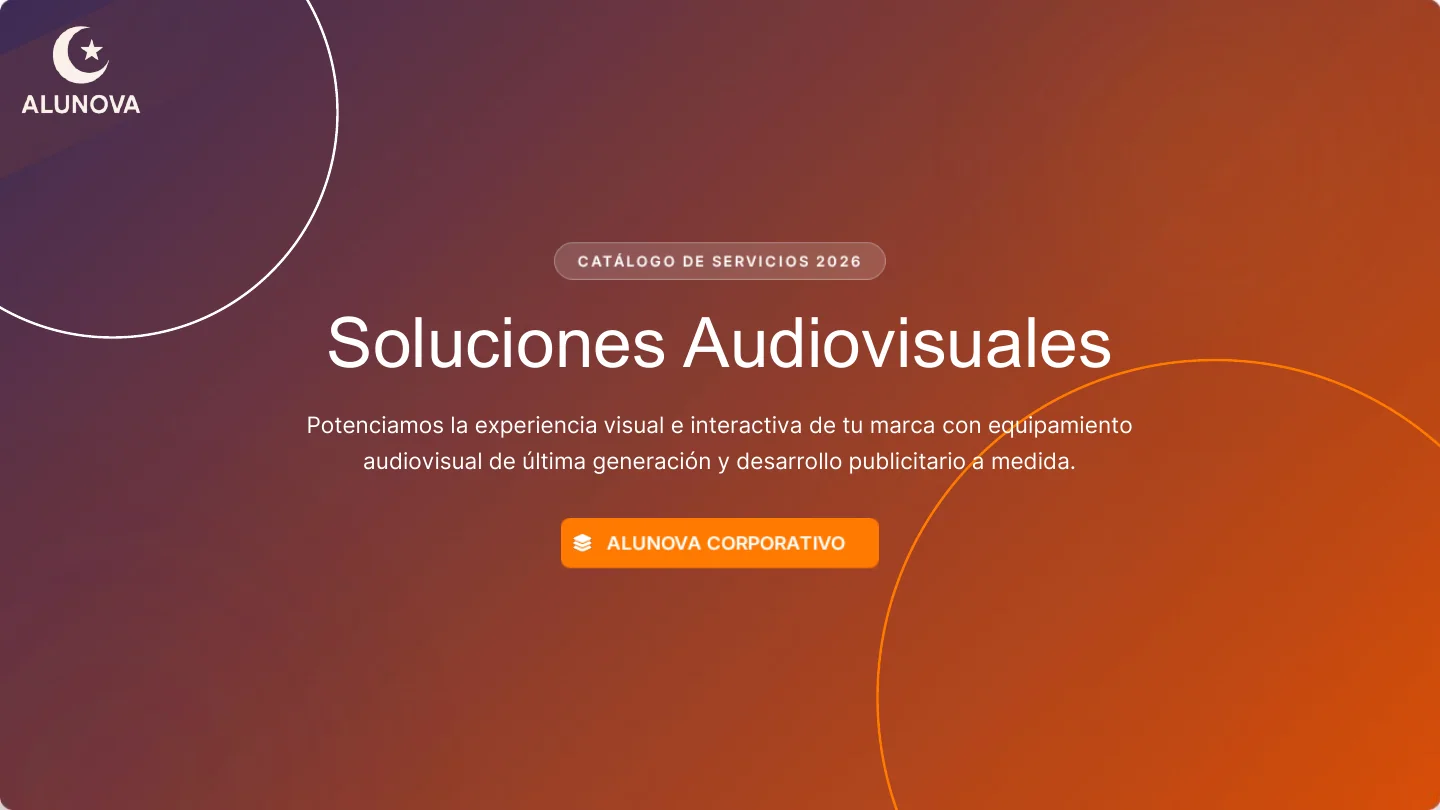 ALUNOVA
CATÁLOGO DE SERVICIOS 2026
Soluciones Audiovisuales
Potenciamos la experiencia visual e interactiva de tu marca con equipamiento
audiovisual de última generación y desarrollo publicitario a medida.
ALUNOVA CORPORATIVO